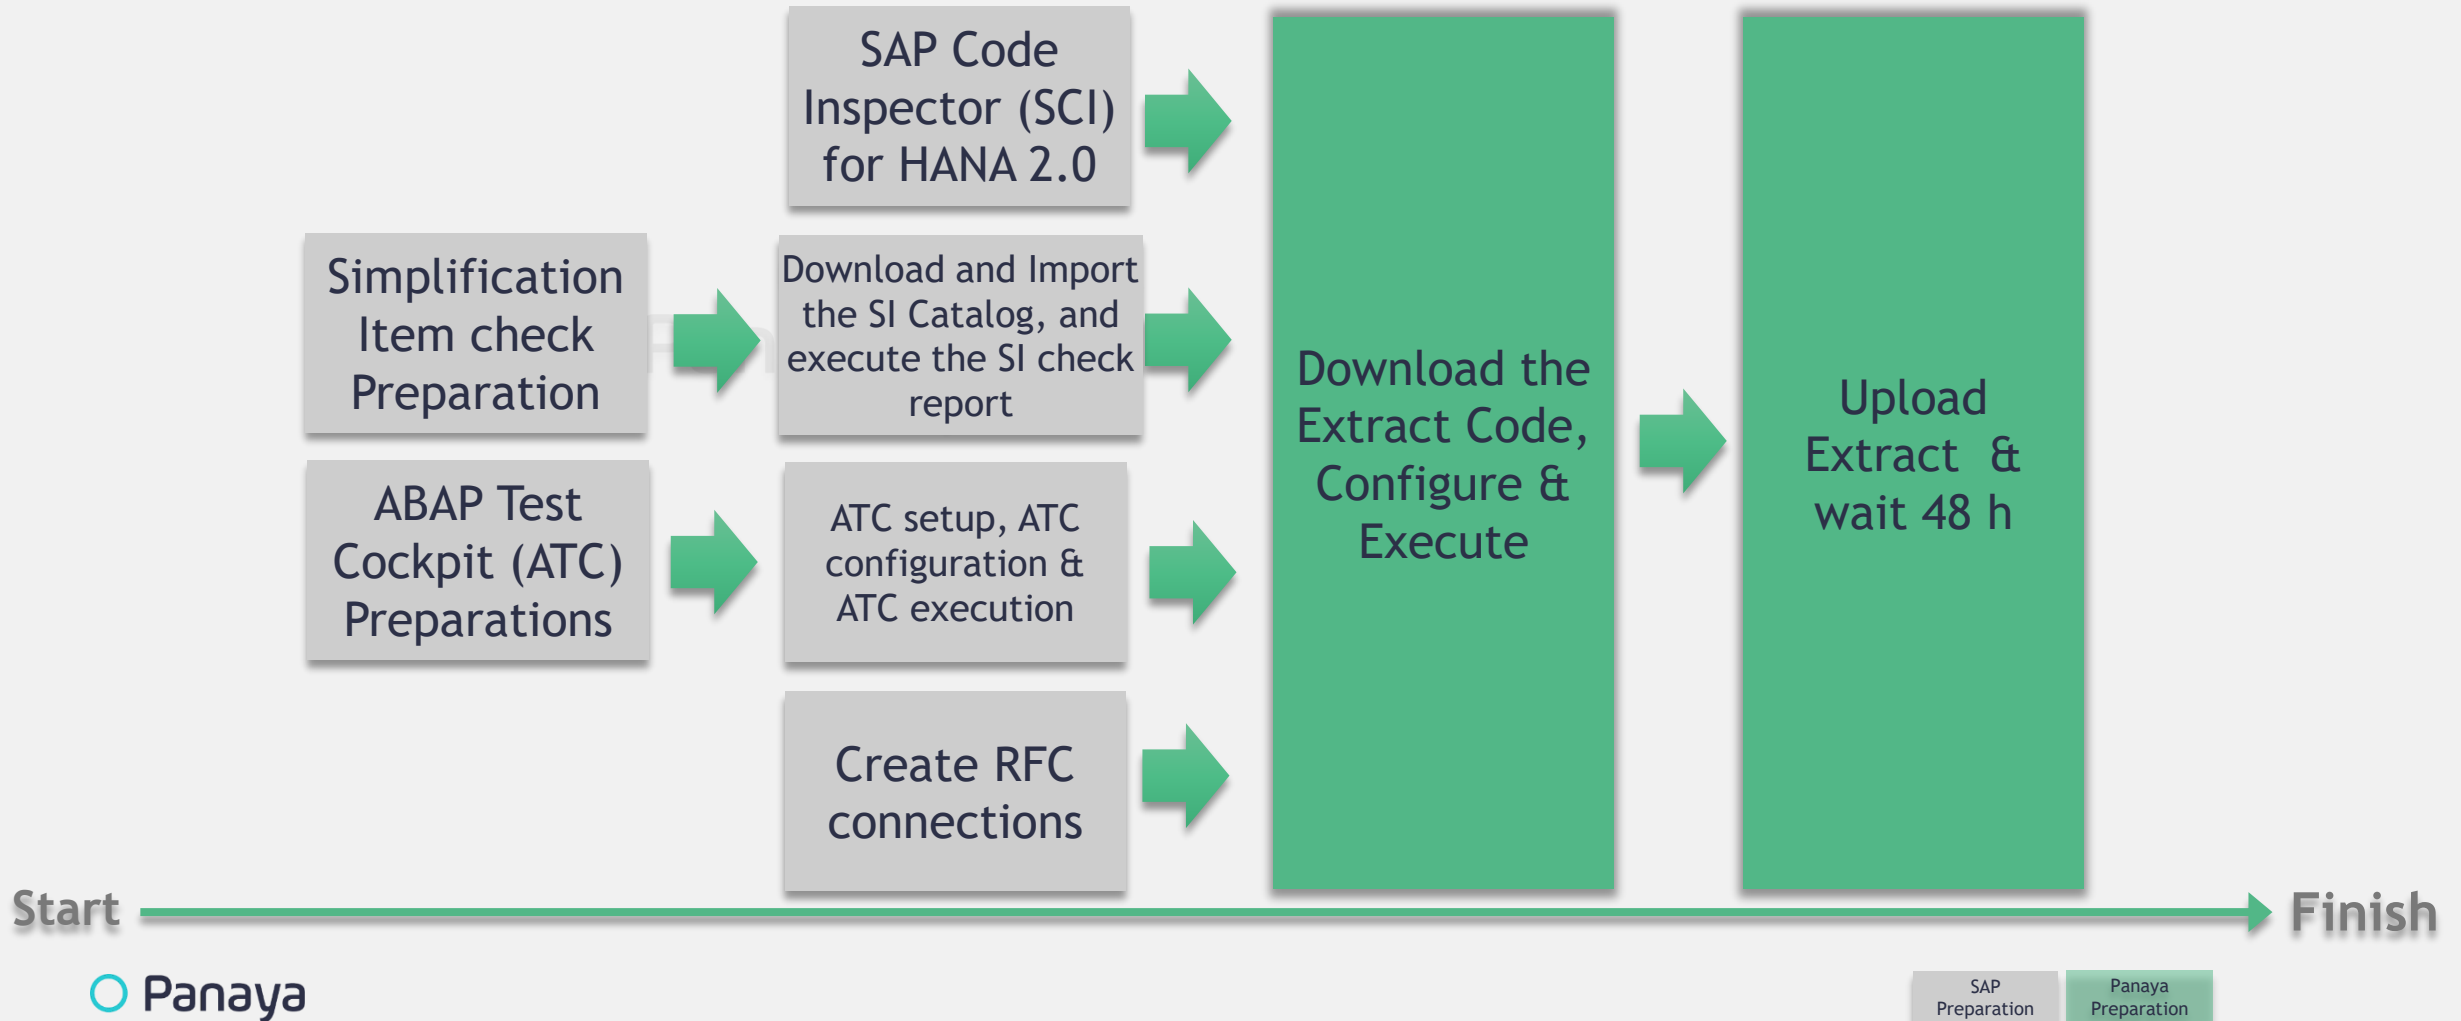 SAP Code
Inspector (SCI)
for HANA 2.0
Simplification
Item check
Preparation
Download and Import
the SI Catalog, and
execute the SI check
report
ABAP Test
Cockpit (ATC)
Preparations
ATC setup, ATC
configuration &
ATC execution
Create RFC
connections
Download the
Extract Code,
Configure &
Execute
Upload
Extract &
wait 48 h
Start
Finish
Panaya
SAP
Preparation
Panaya
Preparation